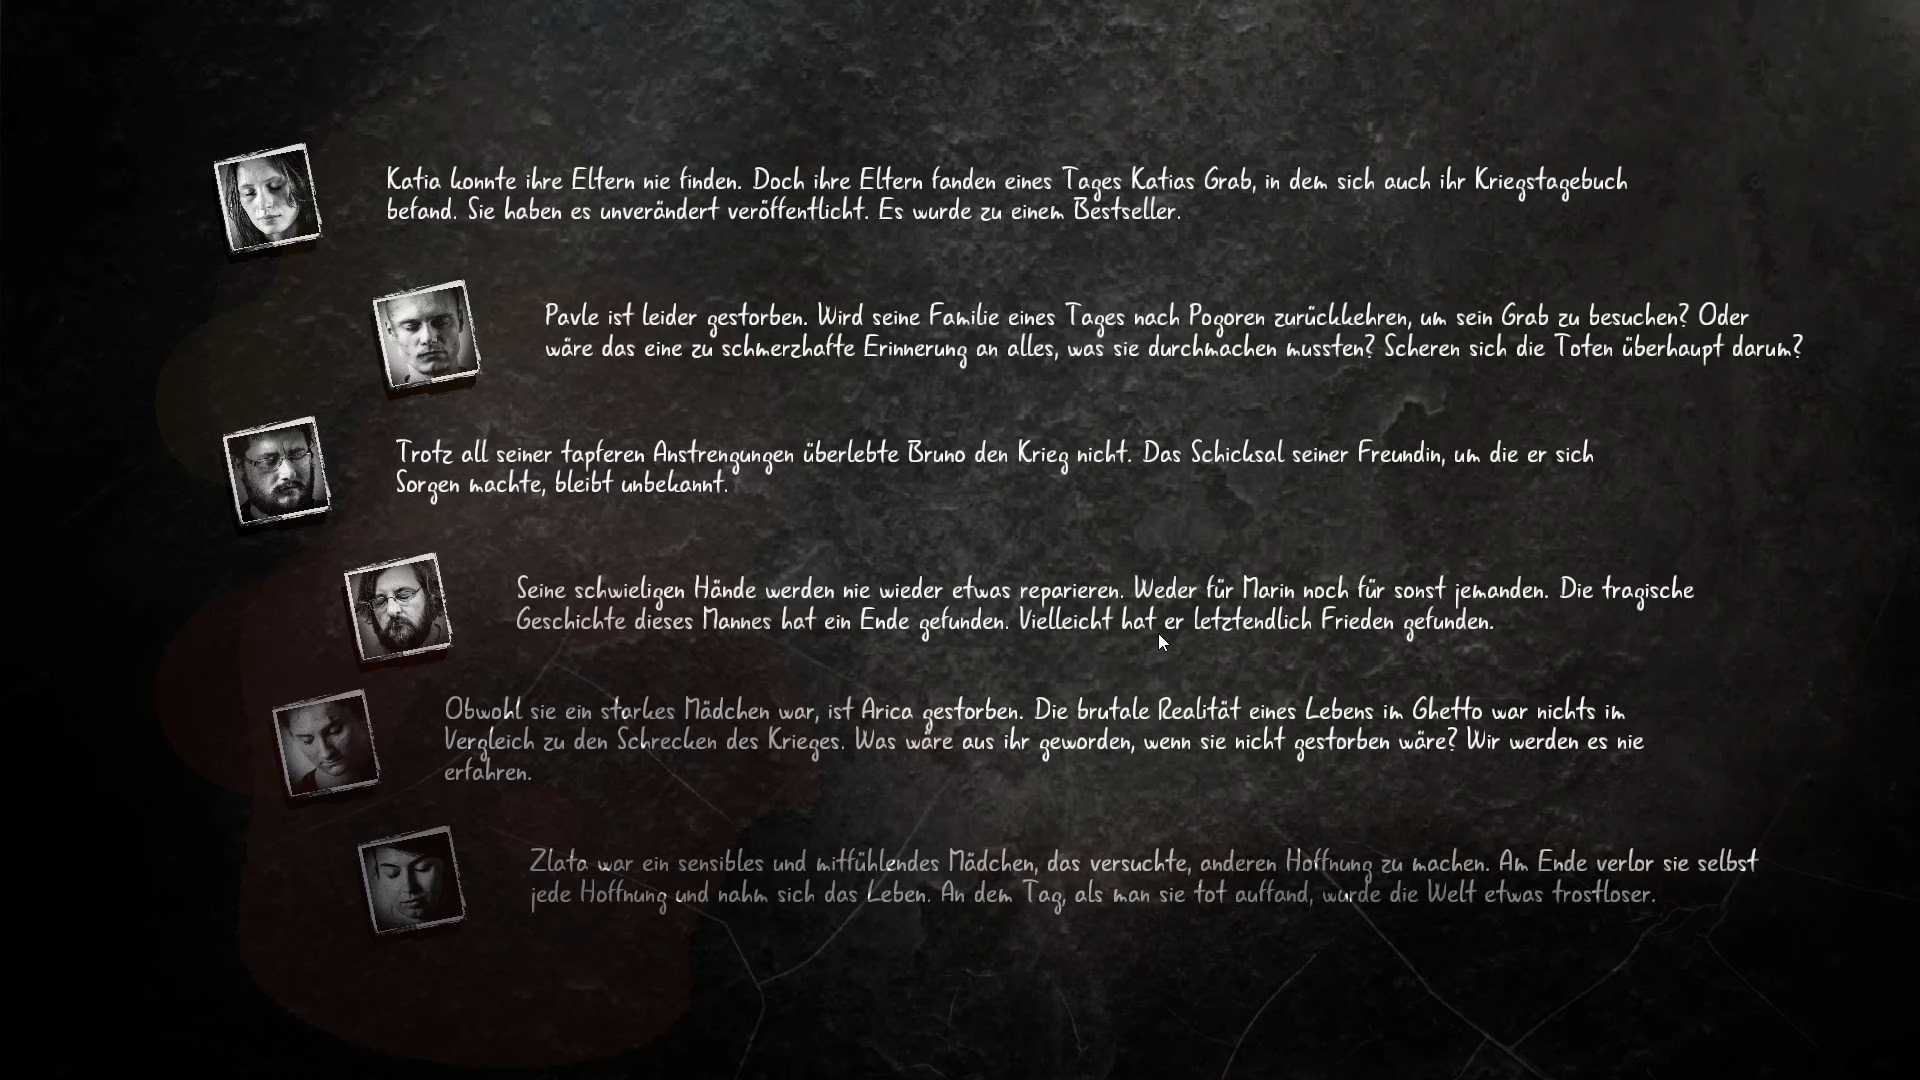 Katia konnte ihre Eltern nie finden. Doch ihre Eltern fanden eines Tages Katias Grab, in dem sich auch ihr Kriegstagebuch
befand. Sie haben es unverändert veröffentlicht. Es wurde zu einem Bestseller.
Pavle ist leider gestorben. Wird seine Familie eines Tages nach Pogoren zurückkehren, um sein Grab zu besuchen? Oder
wäre das eine zu schmerzhafte Erinnerung an alles, was sie durchmachen mussten? Scheren sich die Toten überhaupt darum?
Trotz all seiner tapferen Anstrengungen überlebte Bruno den Krieg nicht. Das Schicksal seiner Freundin, um die er sich
Sorgen machte, bleibt unbekannt.
Seine schwieligen Hände werden nie wieder etwas reparieren. Weder für Marin noch für sonst jemanden. Die tragische
Geschichte dieses Mannes hat ein Ende gefunden. Vielleicht hat er letztendlich Frieden gefunden.
Obwohl sie ein starkes Mädchen war, ist Arica gestorben. Die brutale Realität eines Lebens im Ghetto war nichts im
Vergleich zu den Schrecken des Krieges. Was wäre aus ihr geworden, wenn sie nicht gestorben wäre? Wir werden es nie
erfahren.
Zlata war ein sensibles und mitfühlendes Mädchen, das versuchte, anderen Hoffnung zu machen. Am Ende verlor sie selbst
jede Hoffnung und nahm sich das Leben. An dem Tag, als man sie tot auffand, wurde die Welt etwas trostloser.